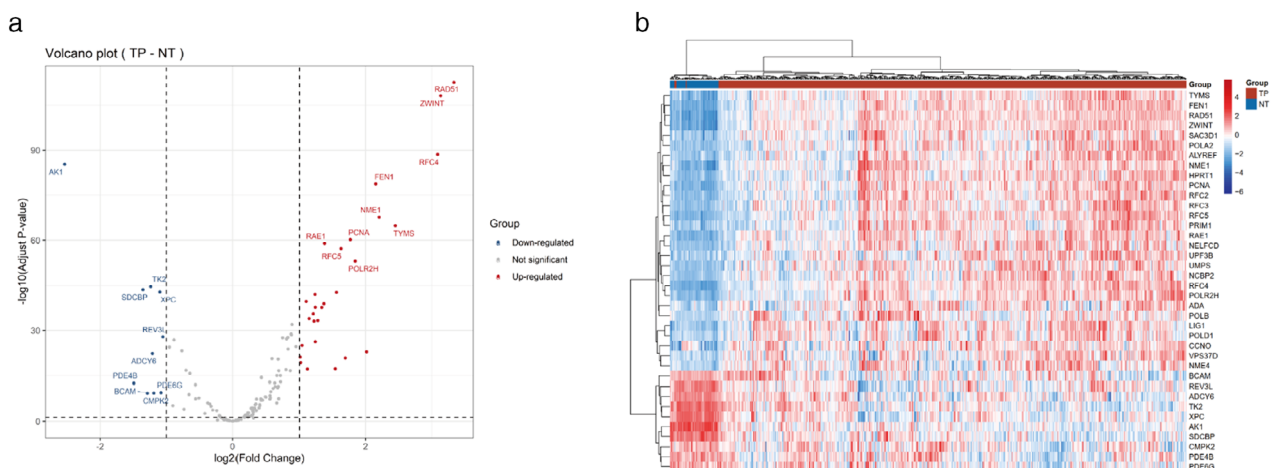 a
Volcano plot ( TP - NT )
-log10(Adjust P-value)
90
60
30
0
-2
0
2
log2(Fold Change)
RAD51
ZWINT
RFC4
AK1
FEN1
NME1
TYMS
PCNA
RAE1
RFC5
POLR2H
TK2
SDCBP
XPC
REV3L
ADCY6
PDE4B
PDE6G
BCAM
CMPK2
Group
Down-regulated
Not significant
Up-regulated
b
Group
TYMS
FEN1
RAD51
ZWINT
SAC3D1
POLA2
ALYREF
NME1
HPRT1
PCNA
RFC2
RFC3
RFC5
PRIM1
RAE1
NELFCD
UPF3B
UMPS
NCBP2
RFC4
POLR2H
ADA
POLB
LIG1
POLD1
CCNO
VPS37D
NME4
BCAM
REV3L
ADCY6
TK2
XPC
AK1
SDCBP
CMPK2
PDE4B
PDE6G
4
2
0
-2
-4
-6
Group
TP
NT